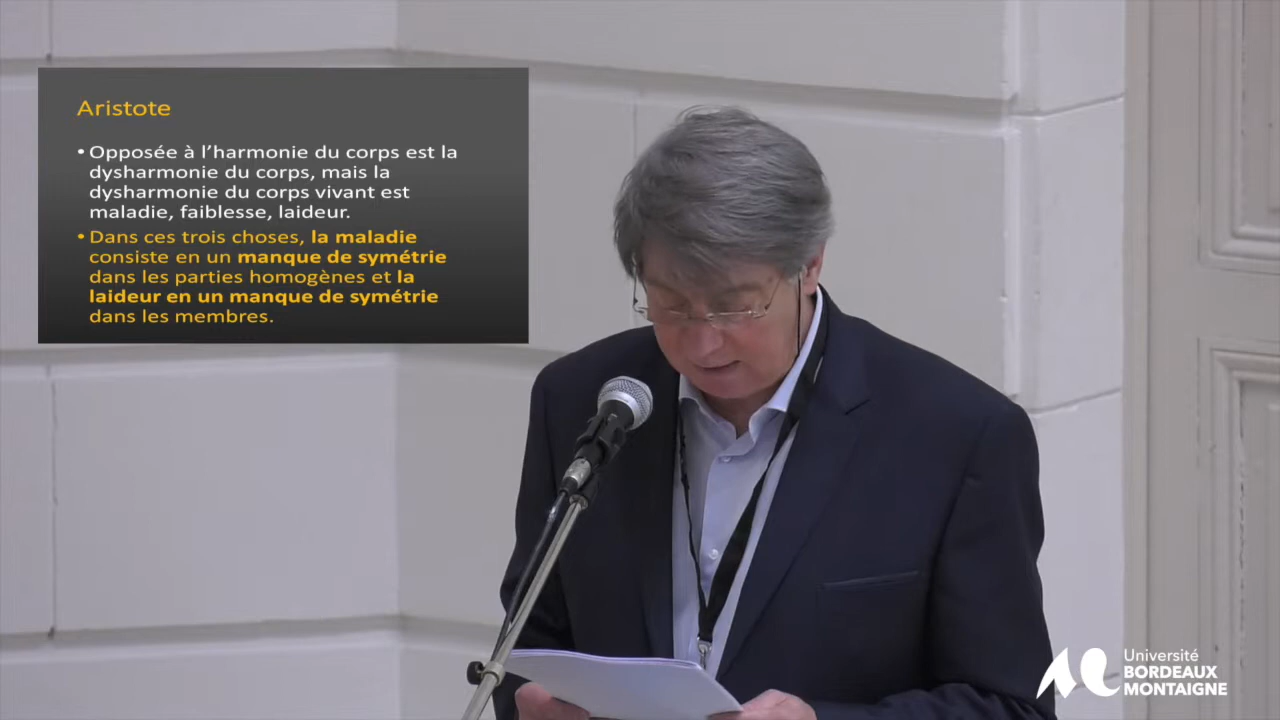 Aristote
• Opposée à l’harmonie du corps est la
dysharmonie du corps, mais la
dysharmonie du corps vivant est
maladie, faiblesse, laideur.
• Dans ces trois choses, la maladie
consiste en un manque de symétrie
dans les parties homogènes et la
laideur en un manque de symétrie
dans les membres.
Université
BORDEAUX
MONTAIGNE